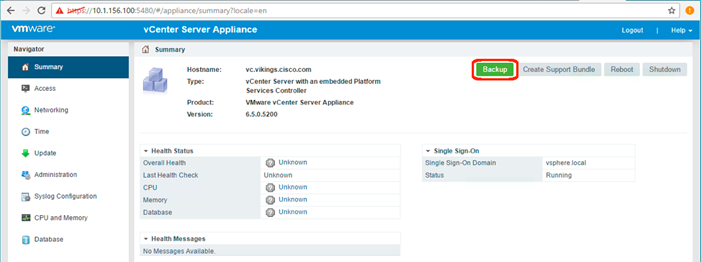 https://10.1.156.100:5480/#/appliance/summary?locale=en
vmware® vCenter Server Appliance Logout | Help
Navigator
Summary
Access
Networking
Time
Update
Administration
Syslog Configuration
CPU and Memory
Database
Summary
Hostname: vc.vikings.cisco.com
Type: vCenter Server with an embedded Platform
Services Controller
Product: VMware vCenter Server Appliance
Version: 6.5.0.5200
Backup Create Support Bundle Reboot Shutdown
Health Status
Overall Health Unknown
Last Health Check Unknown
CPU Unknown
Memory Unknown
Database Unknown
Single Sign-On
Single Sign-On Domain vsphere.local
Status Running
Health Messages
No Messages Available.